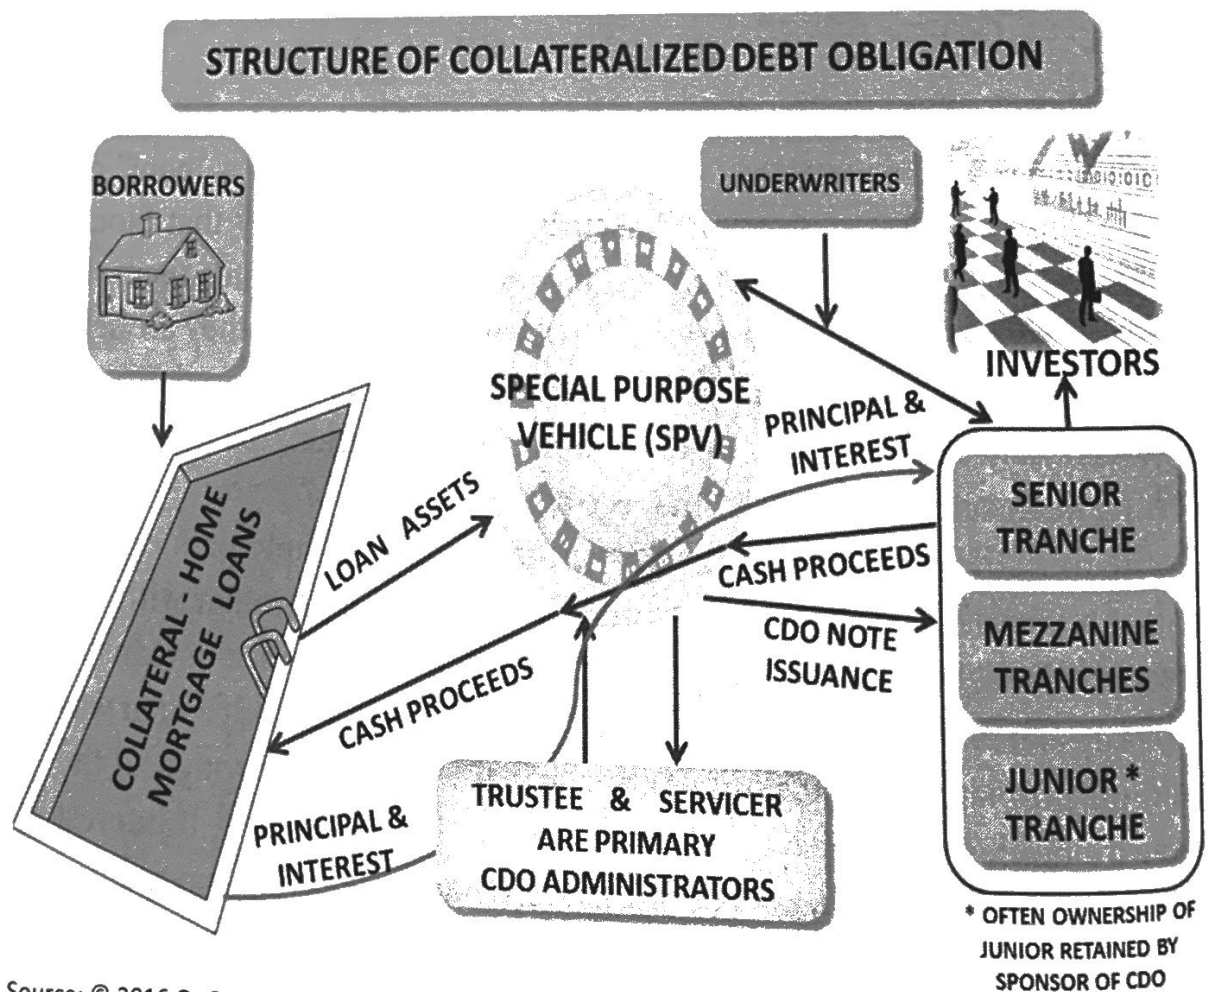 STRUCTURE OF COLLATERALIZED DEBT OBLIGATION
BORROWERS
UNDERWRITERS
INVESTORS
SPECIAL PURPOSE
VEHICLE (SPV)
PRINCIPAL &
INTEREST
LOAN ASSETS
COLLATERAL - HOME
MORTGAGE LOANS
CASH PROCEEDS
CASH PROCEEDS
CDO NOTE
ISSUANCE
SENIOR
TRANCHE
MEZZANINE
TRANCHES
JUNIOR *
TRANCHE
PRINCIPAL &
INTEREST
TRUSTEE & SERVICER
ARE PRIMARY
CDO ADMINISTRATORS
* OFTEN OWNERSHIP OF
JUNIOR RETAINED BY
SPONSOR OF CDO
Source: © 2016